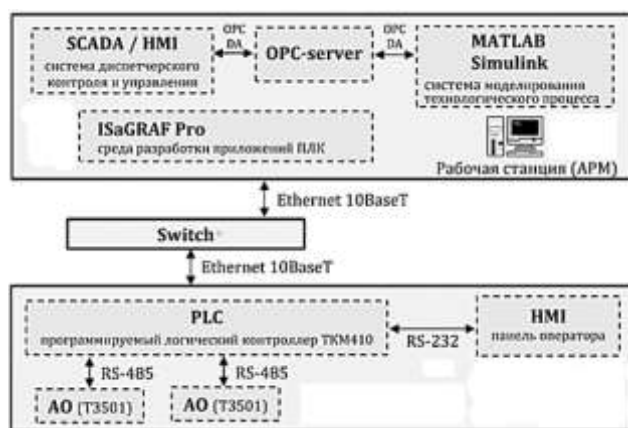 SCADA / HMI
система диспетчерского
контроля и управления
OPC
DA
OPC-server
OPC
DA
MATLAB
Simulink
система моделирования
технологического процесса
ISaGRAF Pro
среда разработки приложений ПЛК
Рабочая станция (АРМ)
Ethernet 10BaseT
Switch
Ethernet 10BaseT
PLC
программируемый логический контроллер ТКМ410
RS-232
HMI
панель оператора
RS-485
RS-485
AO (T3501)
AO (T3501)